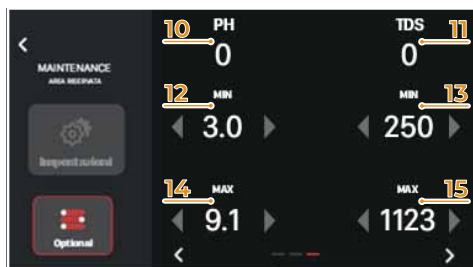 MAINTENANCE
AREA RISERVATA
Impostazioni
Optional
10 PH
0
TDS 11
0
12 MIN
3.0
MIN 13
250
14 MAX
9.1
MAX 15
1123